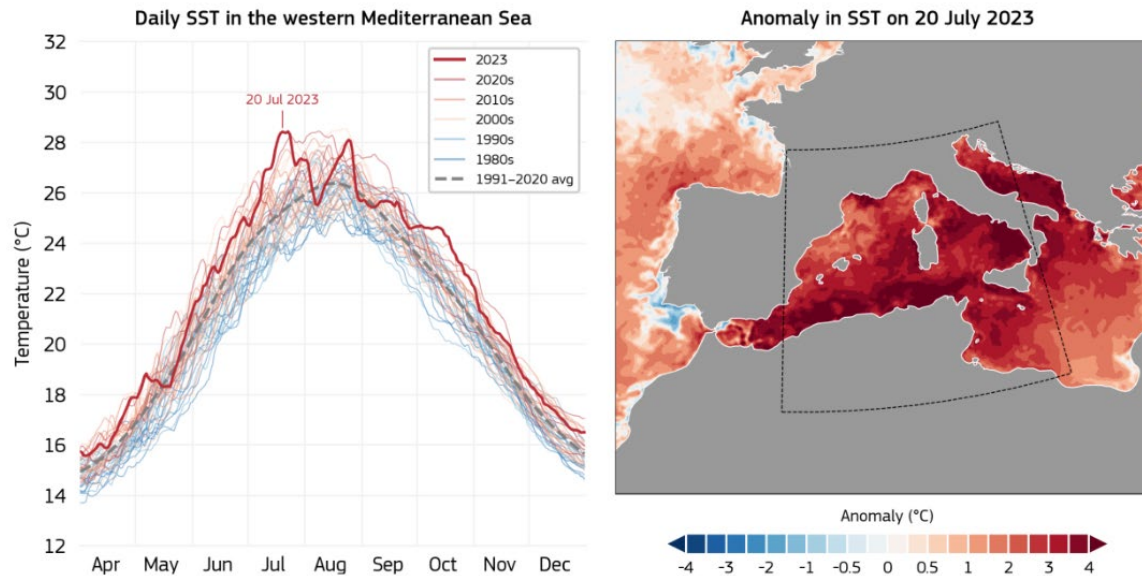 Daily SST in the western Mediterranean Sea
32
30
28
26
24
22
20
18
16
14
12
Temperature (°C)
20 Jul 2023
2023
2020s
2010s
2000s
1990s
1980s
1991–2020 avg
Apr May Jun Jul Aug Sep Oct Nov Dec
Anomaly in SST on 20 July 2023
Anomaly (°C)
-4 -3 -2 -1 -0.5 0 0.5 1 2 3 4